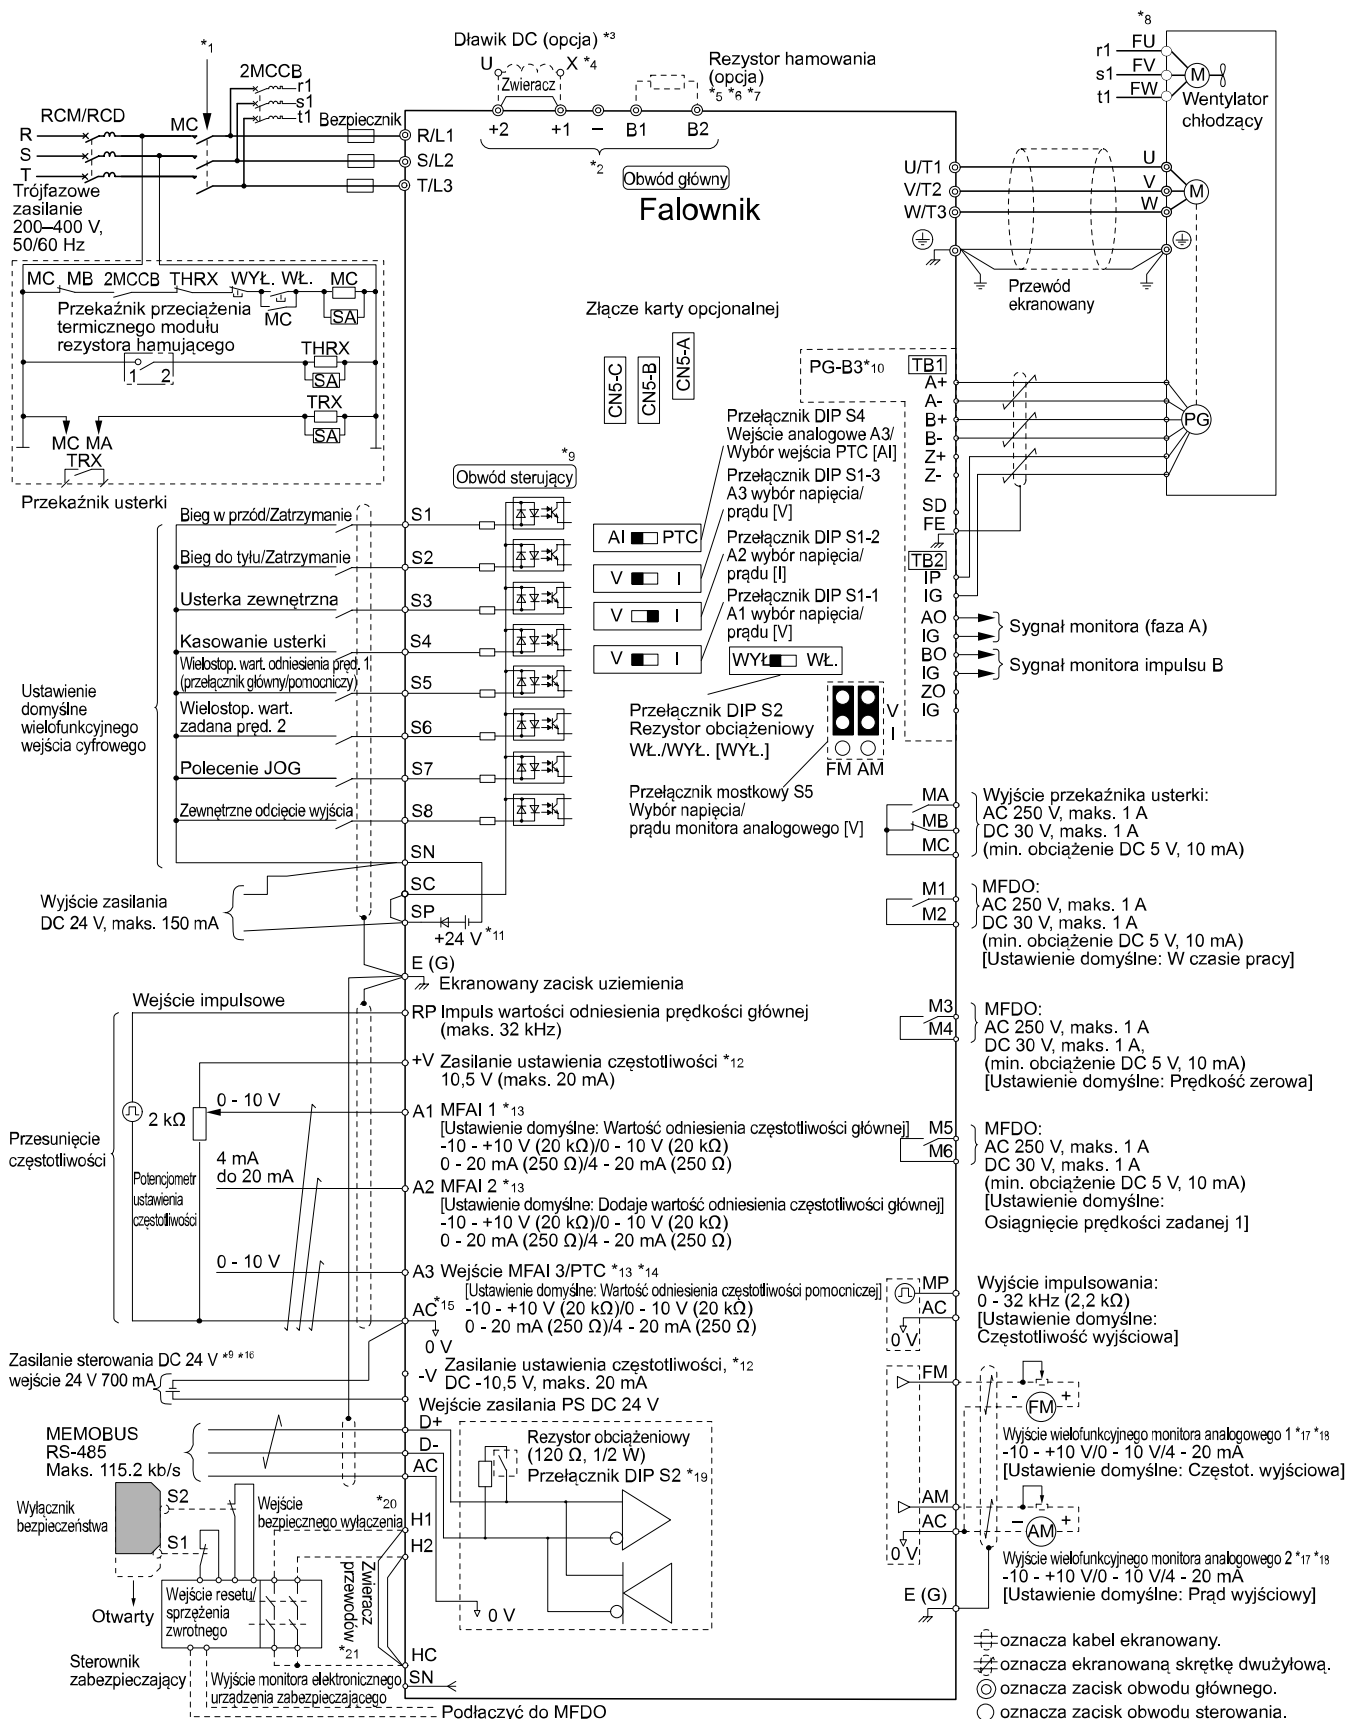 *1
Dławik DC (opcja) *3
U X *4
Zwieracz
Rezystor hamowania
(opcja)
*5 *6 *7
*8
r1 FU
s1 FV
t1 FW
M
Wentylator
chłodzący
2MCCB
r1
s1
t1
RCM/RCD
MC
Bezpiecznik
R
S
T
R/L1
S/L2
T/L3
+2 +1 – B1 B2
*2
Obwód główny
Falownik
Trójfazowe
zasilanie
200–400 V,
50/60 Hz
U/T1
V/T2
W/T3
U
V
W
M
Przewód
ekranowany
MC MB 2MCCB THRX WYŁ. WŁ. MC
MC
SA
Przekaźnik przeciążenia
termicznego modułu
rezystora hamującego
1 2
THRX
SA
TRX
SA
MC MA
TRX
Przekaźnik usterki
Złącze karty opcjonalnej
CN5-C
CN5-B
CN5-A
PG-B3*10
TB1
A+
A-
B+
B-
Z+
Z-
SD
FE
TB2
IP
IG
AO
IG
BO
IG
ZO
IG
PG
Sygnał monitora (faza A)
Sygnał monitora impulsu B
Przełącznik DIP S4
Wejście analogowe A3/
Wybór wejścia PTC [AI]
Przełącznik DIP S1-3
A3 wybór napięcia/
prądu [V]
Przełącznik DIP S1-2
A2 wybór napięcia/
prądu [I]
Przełącznik DIP S1-1
A1 wybór napięcia/
prądu [V]
AI PTC
V I
V I
V I
WYŁ WŁ.
Przełącznik DIP S2
Rezystor obciążeniowy
WŁ./WYŁ. [WYŁ.]
V
I
FM AM
Przełącznik mostkowy S5
Wybór napięcia/
prądu monitora analogowego [V]
*9
Obwód sterujący
Ustawienie
domyślne
wielofunkcyjnego
wejścia cyfrowego
Bieg w przód/Zatrzymanie
S1
Bieg do tyłu/Zatrzymanie
S2
Usterka zewnętrzna
S3
Kasowanie usterki
S4
Wielostop. wart. odniesienia pręd. 1
(przełącznik główny/pomocniczy)
S5
Wielostop. wart.
zadana pręd. 2
S6
Polecenie JOG
S7
Zewnętrzne odcięcie wyjścia
S8
SN
SC
SP
+24 V *11
Wyjście zasilania
DC 24 V, maks. 150 mA
E (G)
Ekranowany zacisk uziemienia
MA
MB
MC
Wyjście przekaźnika usterki:
AC 250 V, maks. 1 A
DC 30 V, maks. 1 A
(min. obciążenie DC 5 V, 10 mA)
M1
M2
MFDO:
AC 250 V, maks. 1 A
DC 30 V, maks. 1 A
(min. obciążenie DC 5 V, 10 mA)
[Ustawienie domyślne: W czasie pracy]
M3
M4
MFDO:
AC 250 V, maks. 1 A
DC 30 V, maks. 1 A,
(min. obciążenie DC 5 V, 10 mA)
[Ustawienie domyślne: Prędkość zerowa]
M5
M6
MFDO:
AC 250 V, maks. 1 A
DC 30 V, maks. 1 A
(min. obciążenie DC 5 V, 10 mA)
[Ustawienie domyślne:
Osiągnięcie prędkości zadanej 1]
Przesunięcie
częstotliwości
Wejście impulsowe
RP Impuls wartości odniesienia prędkości głównej
(maks. 32 kHz)
+V Zasilanie ustawienia częstotliwości *12
10,5 V (maks. 20 mA)
2 kΩ
Potencjometr
ustawienia
częstotliwości
0 - 10 V
A1 MFAI 1 *13
[Ustawienie domyślne: Wartość odniesienia częstotliwości głównej]
-10 - +10 V (20 kΩ)/0 - 10 V (20 kΩ)
0 - 20 mA (250 Ω)/4 - 20 mA (250 Ω)
4 mA
do 20 mA
A2 MFAI 2 *13
[Ustawienie domyślne: Dodaje wartość odniesienia częstotliwości głównej]
-10 - +10 V (20 kΩ)/0 - 10 V (20 kΩ)
0 - 20 mA (250 Ω)/4 - 20 mA (250 Ω)
0 - 10 V
A3 Wejście MFAI 3/PTC *13 *14
[Ustawienie domyślne: Wartość odniesienia częstotliwości pomocniczej]
-10 - +10 V (20 kΩ)/0 - 10 V (20 kΩ)
0 - 20 mA (250 Ω)/4 - 20 mA (250 Ω)
AC *15
0 V
-V Zasilanie ustawienia częstotliwości, *12
DC -10,5 V, maks. 20 mA
Zasilanie sterowania DC 24 V *9 *16
wejście 24 V 700 mA
Wejście zasilania PS DC 24 V
MP
AC
0 V
Wyjście impulsowania:
0 - 32 kHz (2,2 kΩ)
[Ustawienie domyślne:
Częstotliwość wyjściowa]
FM
- +
FM
Wyjście wielofunkcyjnego monitora analogowego 1 *17 *18
-10 - +10 V/0 - 10 V/4 - 20 mA
[Ustawienie domyślne: Częstot. wyjściowa]
AM
AC
0 V
– +
AM
Wyjście wielofunkcyjnego monitora analogowego 2 *17 *18
-10 - +10 V/0 - 10 V/4 - 20 mA
[Ustawienie domyślne: Prąd wyjściowy]
E (G)
MEMOBUS
RS-485
Maks. 115.2 kb/s
D+
D-
AC
Rezystor obciążeniowy
(120 Ω, 1/2 W)
Przełącznik DIP S2 *19
0 V
Wyłącznik
bezpieczeństwa
S2
S1
Otwarty
Wejście
bezpiecznego wyłączenia
*20
H1
H2
Zwieracz
przewodów
*21
HC
SN
Wejście resetu/
sprzężenia
zwrotnego
Sterownik
zabezpieczający
Wyjście monitora elektronicznego
urządzenia zabezpieczającego
Podłączyć do MFDO
oznacza kabel ekranowany.
oznacza ekranowaną skrętkę dwużyłową.
oznacza zacisk obwodu głównego.
oznacza zacisk obwodu sterowania.